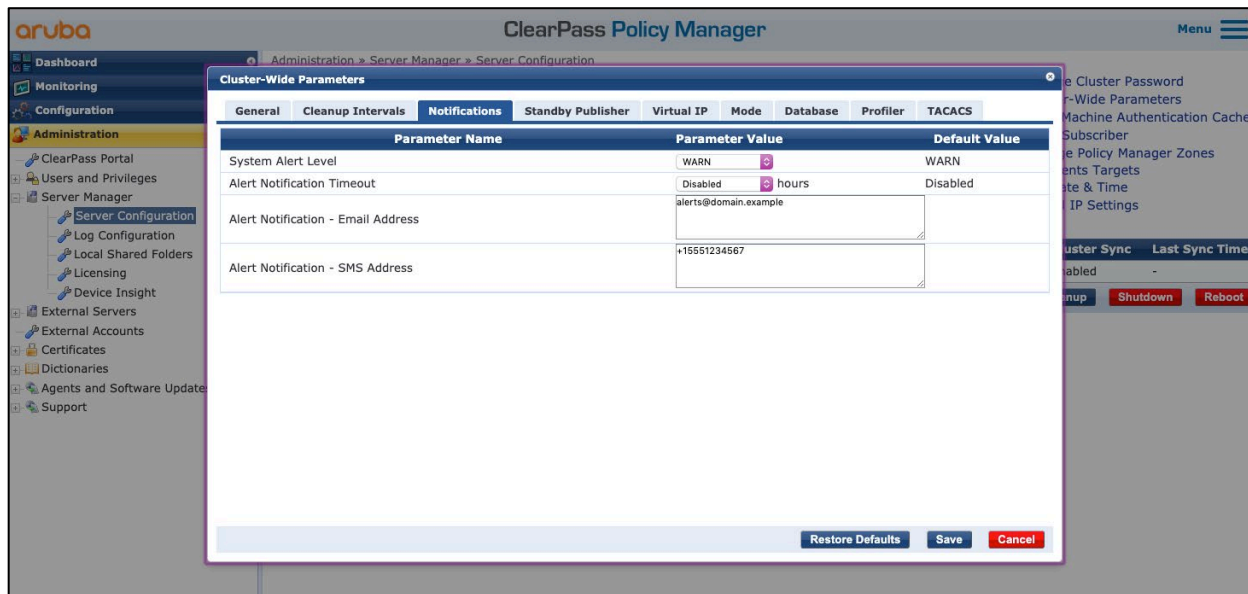 aruba
ClearPass Policy Manager
Menu
Dashboard
Monitoring
Configuration
Administration
ClearPass Portal
Users and Privileges
Server Manager
Server Configuration
Log Configuration
Local Shared Folders
Licensing
Device Insight
External Servers
External Accounts
Certificates
Dictionaries
Agents and Software Update
Support
Administration » Server Manager » Server Configuration
Cluster-Wide Parameters
General Cleanup Intervals Notifications Standby Publisher Virtual IP Mode Database Profiler TACACS
Parameter Name Parameter Value Default Value
System Alert Level WARN WARN
Alert Notification Timeout Disabled hours Disabled
Alert Notification - Email Address alerts@domain.example
Alert Notification - SMS Address +15551234567
Restore Defaults Save Cancel
Cluster Password
r-Wide Parameters
Machine Authentication Cache
Subscriber
Policy Manager Zones
ents Targets
te & Time
IP Settings
uster Sync Last Sync Time
abled -
nup Shutdown Reboot